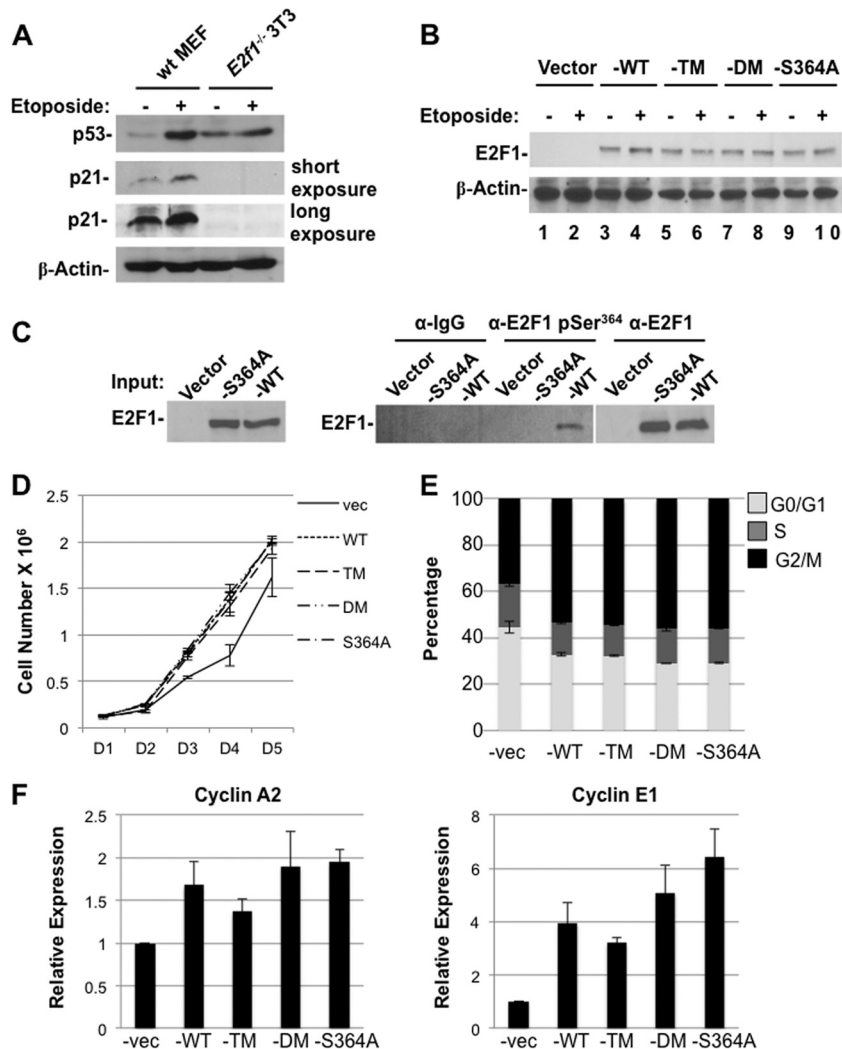 A
wt MEF
E2f1-/- 3T3
Etoposide: - + - +
p53-
p21- short exposure
p21- long exposure
β-Actin-
B
Vector -WT -TM -DM -S364A
Etoposide: - + - + - + - + - +
E2F1-
β-Actin-
1 2 3 4 5 6 7 8 9 10
C
α-IgG α-E2F1 pSer364 α-E2F1
Input: Vector -S364A -WT
Vector -S364A -WT Vector -S364A -WT Vector -S364A -WT
E2F1-
E2F1-
D
Cell Number X 10^6
2.5
2
1.5
1
0.5
0
D1 D2 D3 D4 D5
vec
WT
TM
DM
S364A
E
Percentage
100
80
60
40
20
0
-vec -WT -TM -DM -S364A
G0/G1
S
G2/M
F
Cyclin A2
Relative Expression
2.5
2
1.5
1
0.5
0
-vec -WT -TM -DM -S364A
Cyclin E1
Relative Expression
8
6
4
2
0
-vec -WT -TM -DM -S364A